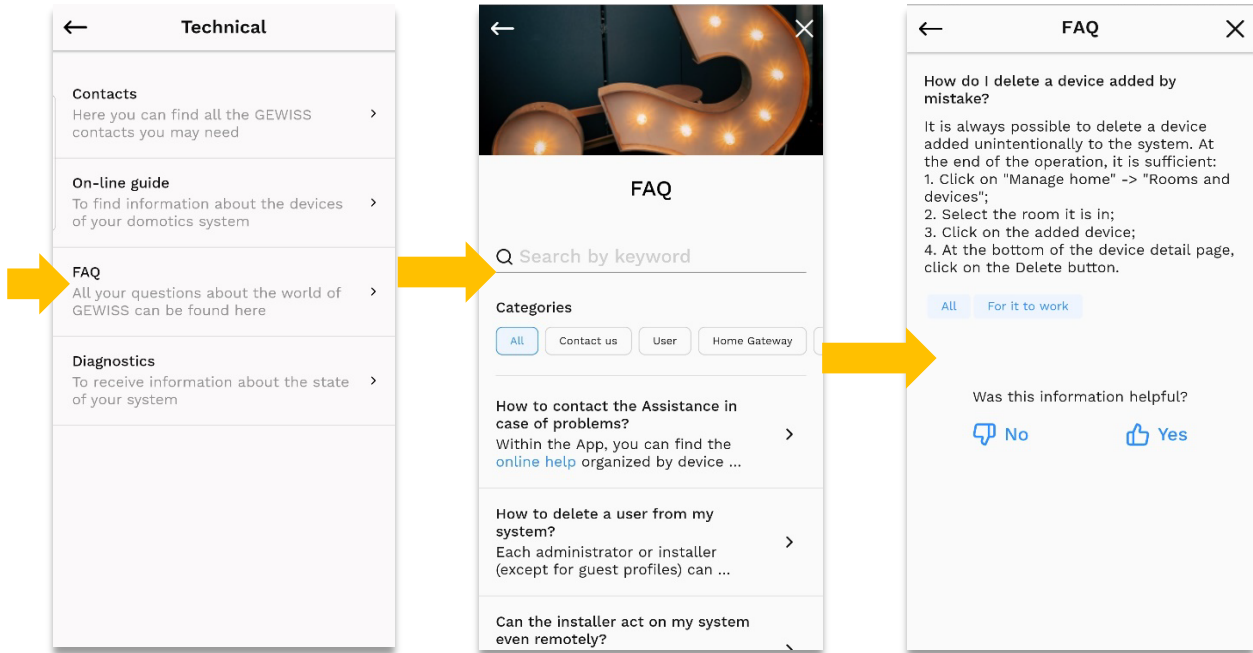 Technical
Contacts
Here you can find all the GEWISS
contacts you may need
On-line guide
To find information about the devices
of your domotics system
FAQ
All your questions about the world of
GEWISS can be found here
Diagnostics
To receive information about the state
of your system
FAQ
Search by keyword
Categories
All
Contact us
User
Home Gateway
How to contact the Assistance in
case of problems?
Within the App, you can find the
online help organized by device ...
How to delete a user from my
system?
Each administrator or installer
(except for guest profiles) can ...
Can the installer act on my system
even remotely?
FAQ
How do I delete a device added by
mistake?
It is always possible to delete a device
added unintentionally to the system. At
the end of the operation, it is sufficient:
1. Click on "Manage home" -> "Rooms and
devices";
2. Select the room it is in;
3. Click on the added device;
4. At the bottom of the device detail page,
click on the Delete button.
All
For it to work
Was this information helpful?
No
Yes